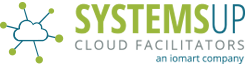 SYSTEMSUP
CLOUD FACILITATORS
an iomart company